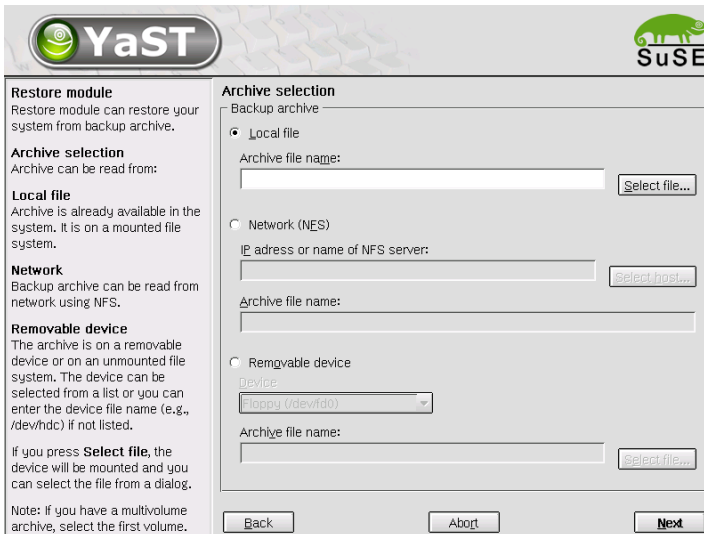 YaST
SuSE
Restore module
Restore module can restore your
system from backup archive.
Archive selection
Archive can be read from:
Local file
Archive is already available in the
system. It is on a mounted file
system.
Network
Backup archive can be read from
network using NFS.
Removable device
The archive is on a removable
device or on an unmounted file
system. The device can be
selected from a list or you can
enter the device file name (e.g.,
/dev/hdc) if not listed.
If you press Select file, the
device will be mounted and you
can select the file from a dialog.
Note: If you have a multivolume
archive, select the first volume.
Archive selection
Backup archive
Local file
Archive file name:
Select file...
Network (NFS)
IP adress or name of NFS server:
Select host...
Archive file name:
Removable device
Device
Floppy (/dev/fd0)
Archive file name:
Select file...
Back
Abort
Next